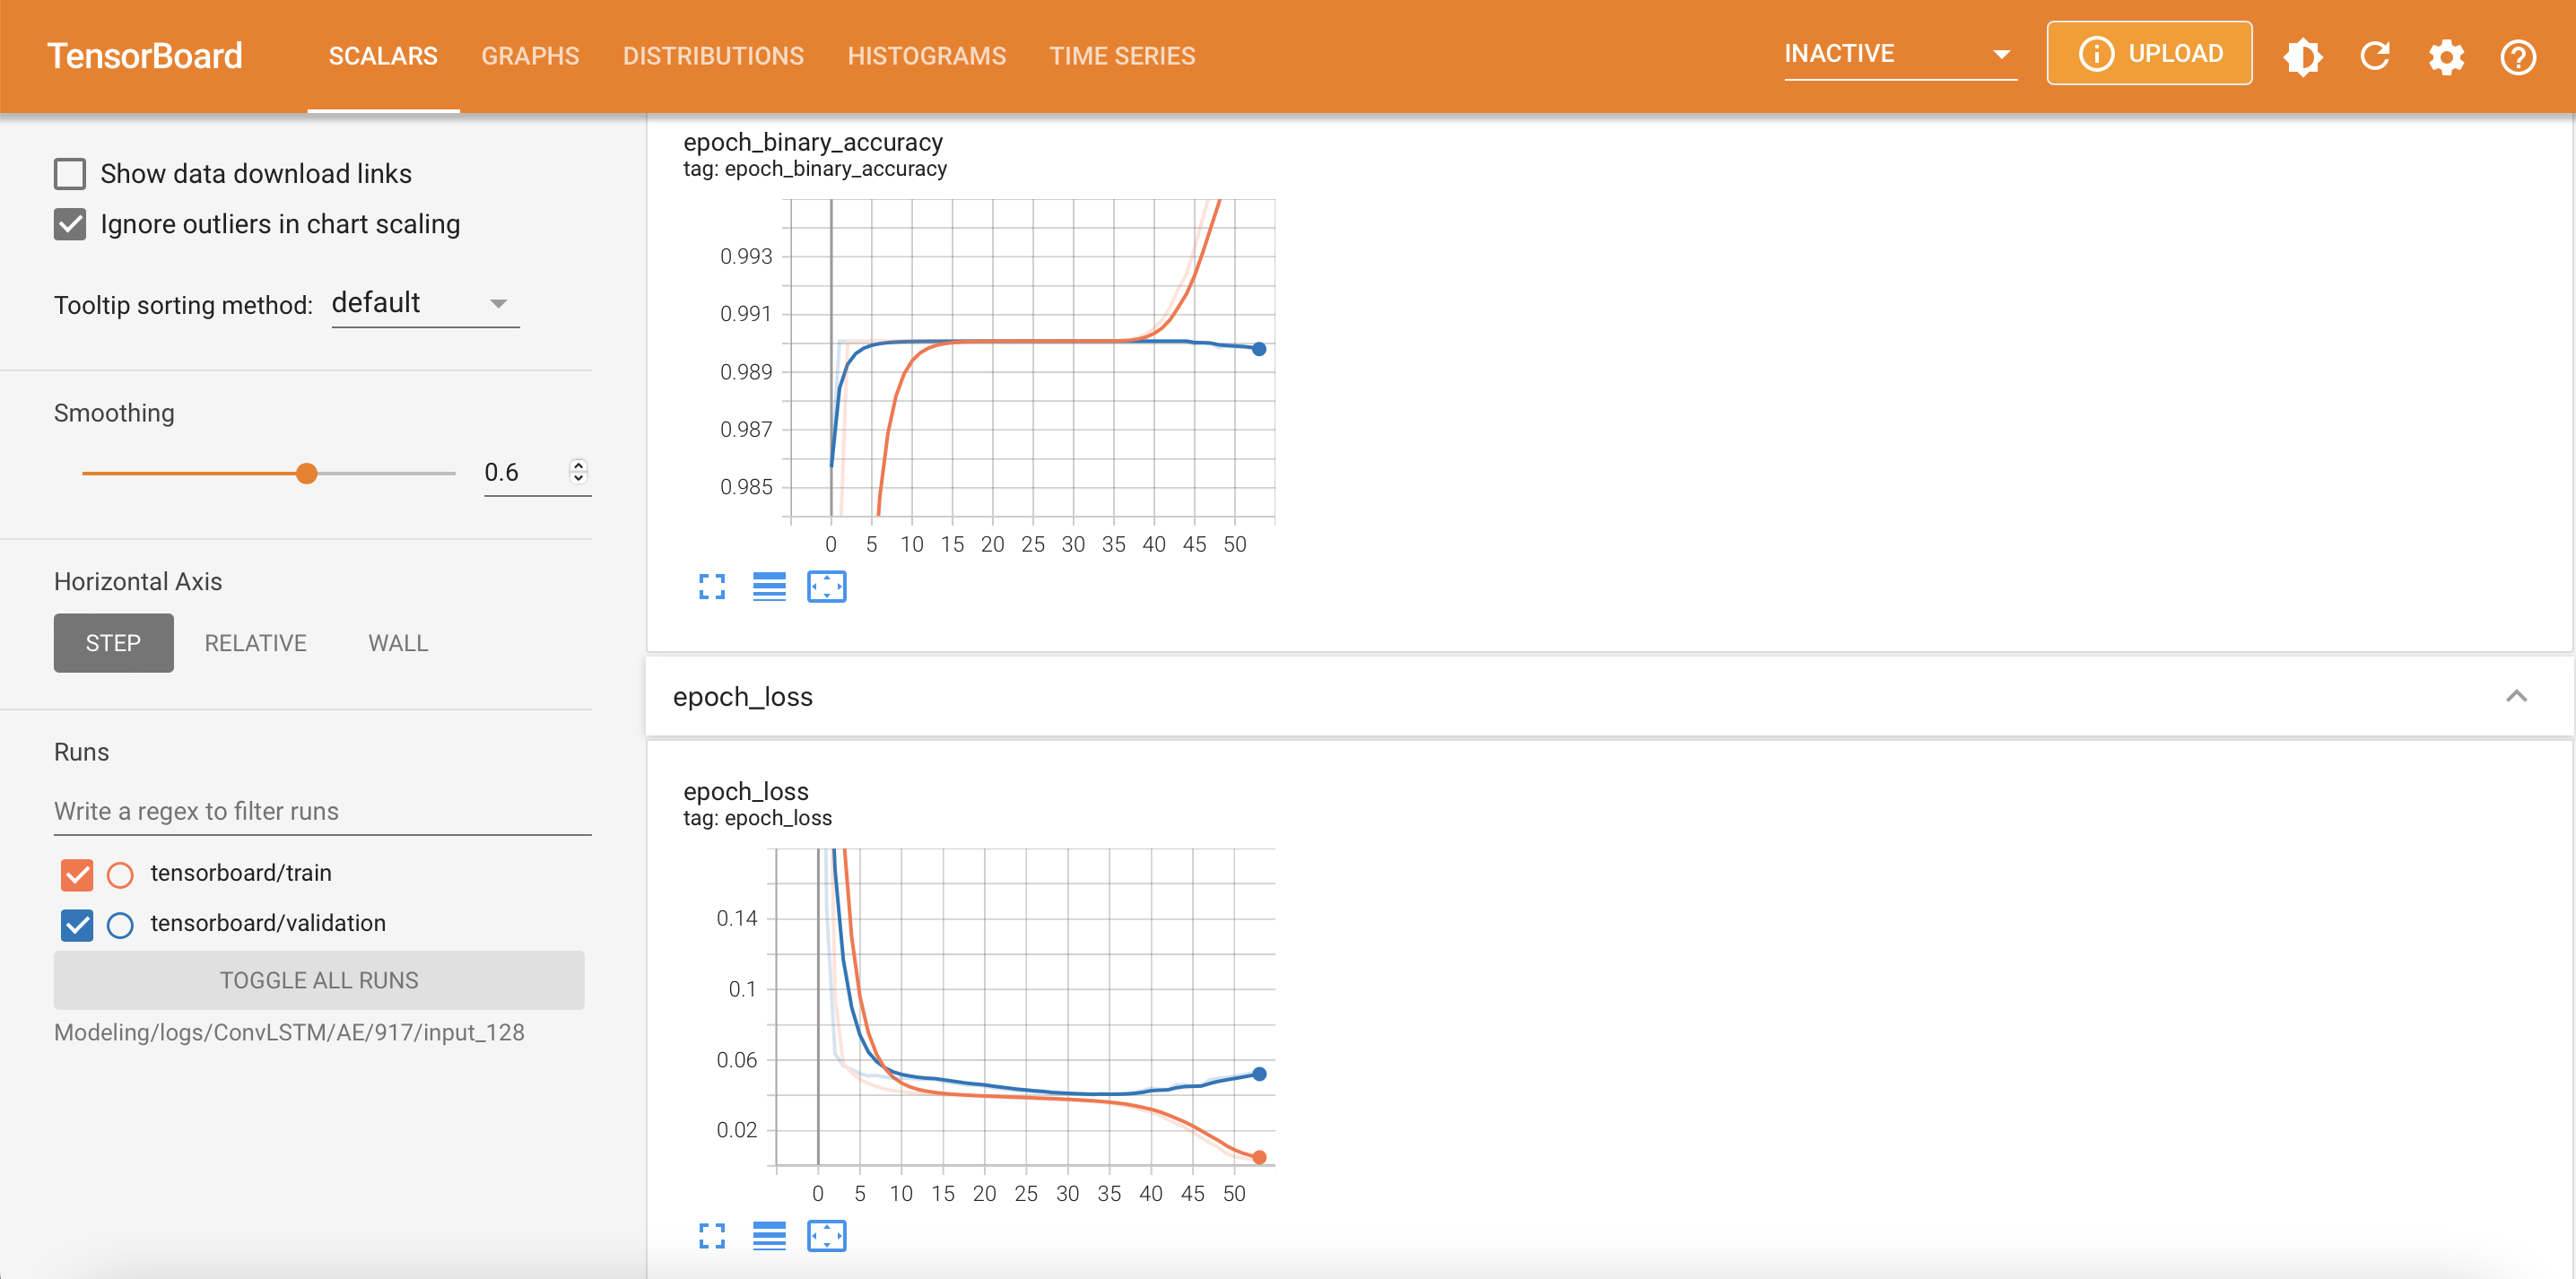 TensorBoard SCALARS GRAPHS DISTRIBUTIONS HISTOGRAMS TIME SERIES INACTIVE UPLOAD
Show data download links
Ignore outliers in chart scaling
Tooltip sorting method: default
Smoothing
0.6
Horizontal Axis
STEP RELATIVE WALL
Runs
Write a regex to filter runs
tensorboard/train
tensorboard/validation
TOGGLE ALL RUNS
Modeling/logs/ConvLSTM/AE/917/input_128
epoch_binary_accuracy
tag: epoch_binary_accuracy
0.993
0.991
0.989
0.987
0.985
0 5 10 15 20 25 30 35 40 45 50
epoch_loss
epoch_loss
tag: epoch_loss
0.14
0.1
0.06
0.02
0 5 10 15 20 25 30 35 40 45 50